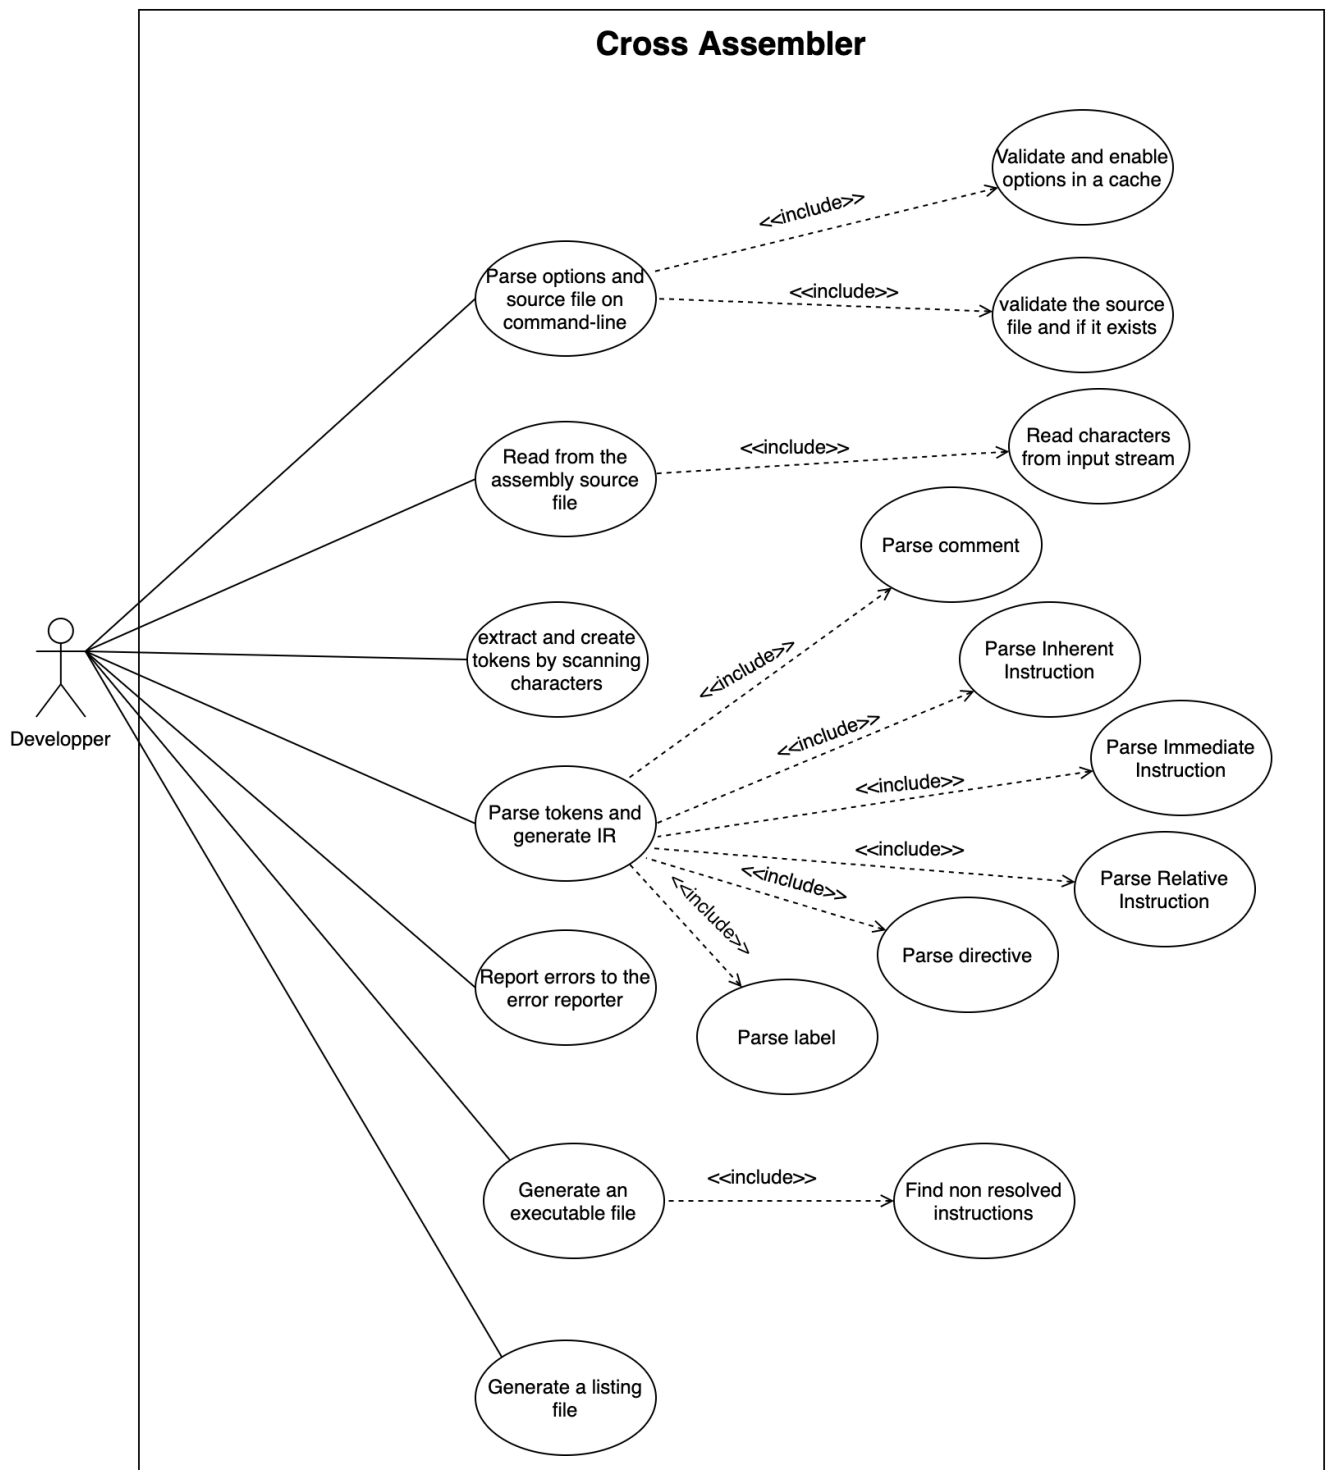 Cross Assembler
Validate and enable
options in a cache
<<include>>
Parse options and
source file on
command-line
<<include>>
validate the source
file and if it exists
Read from the
assembly source
file
<<include>>
Read characters
from input stream
Parse comment
extract and create
tokens by scanning
characters
<<include>>
Parse Inherent
Instruction
Developper
<<include>>
Parse Immediate
Instruction
<<include>>
Parse tokens and
generate IR
<<include>>
Parse Relative
Instruction
<<include>>
Parse directive
<<include>>
Report errors to the
error reporter
Parse label
Generate an
executable file
<<include>>
Find non resolved
instructions
Generate a listing
file